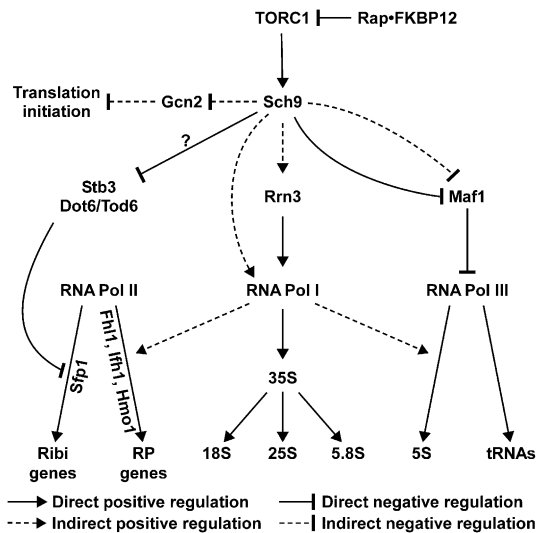 TORC1 Rap•FKBP12
Translation
initiation
Gcn2 Sch9
?
Stb3
Dot6/Tod6
Rrn3 Maf1
RNA Pol II RNA Pol I RNA Pol III
Sfp1
Fhl1, Ifh1, Hmo1
35S
Ribi
genes
RP
genes
18S 25S 5.8S 5S tRNAs
Direct positive regulation Direct negative regulation
Indirect positive regulation Indirect negative regulation